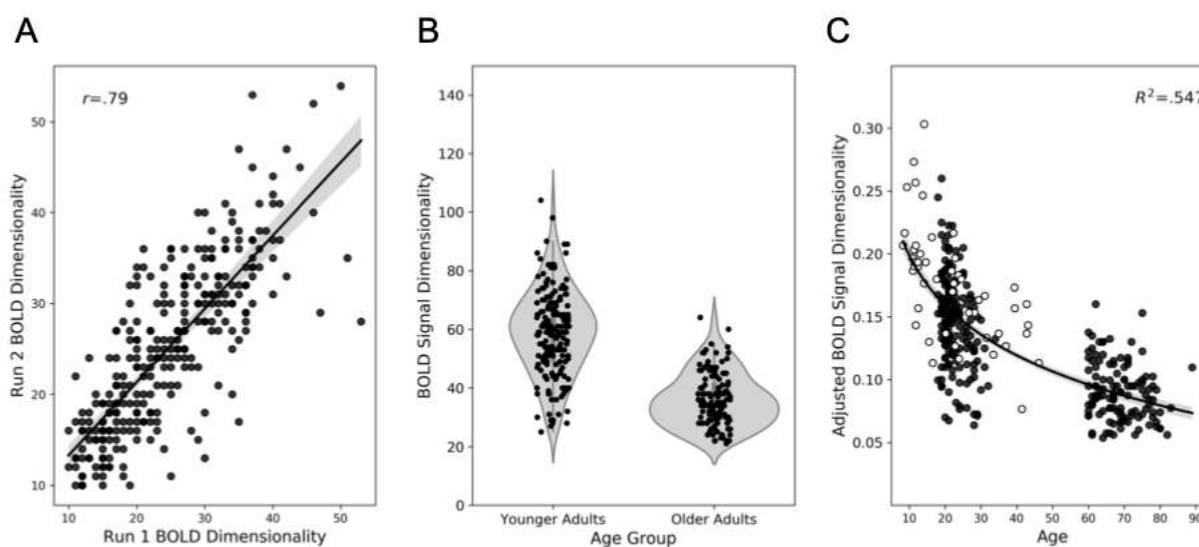 A
r=.79
Run 2 BOLD Dimensionality
50
40
30
20
10
10 20 30 40 50
Run 1 BOLD Dimensionality
B
BOLD Signal Dimensionality
140
120
100
80
60
40
20
0
Younger Adults Older Adults
Age Group
C
R²=.547
Adjusted BOLD Signal Dimensionality
0.30
0.25
0.20
0.15
0.10
0.05
10 20 30 40 50 60 70 80 90
Age